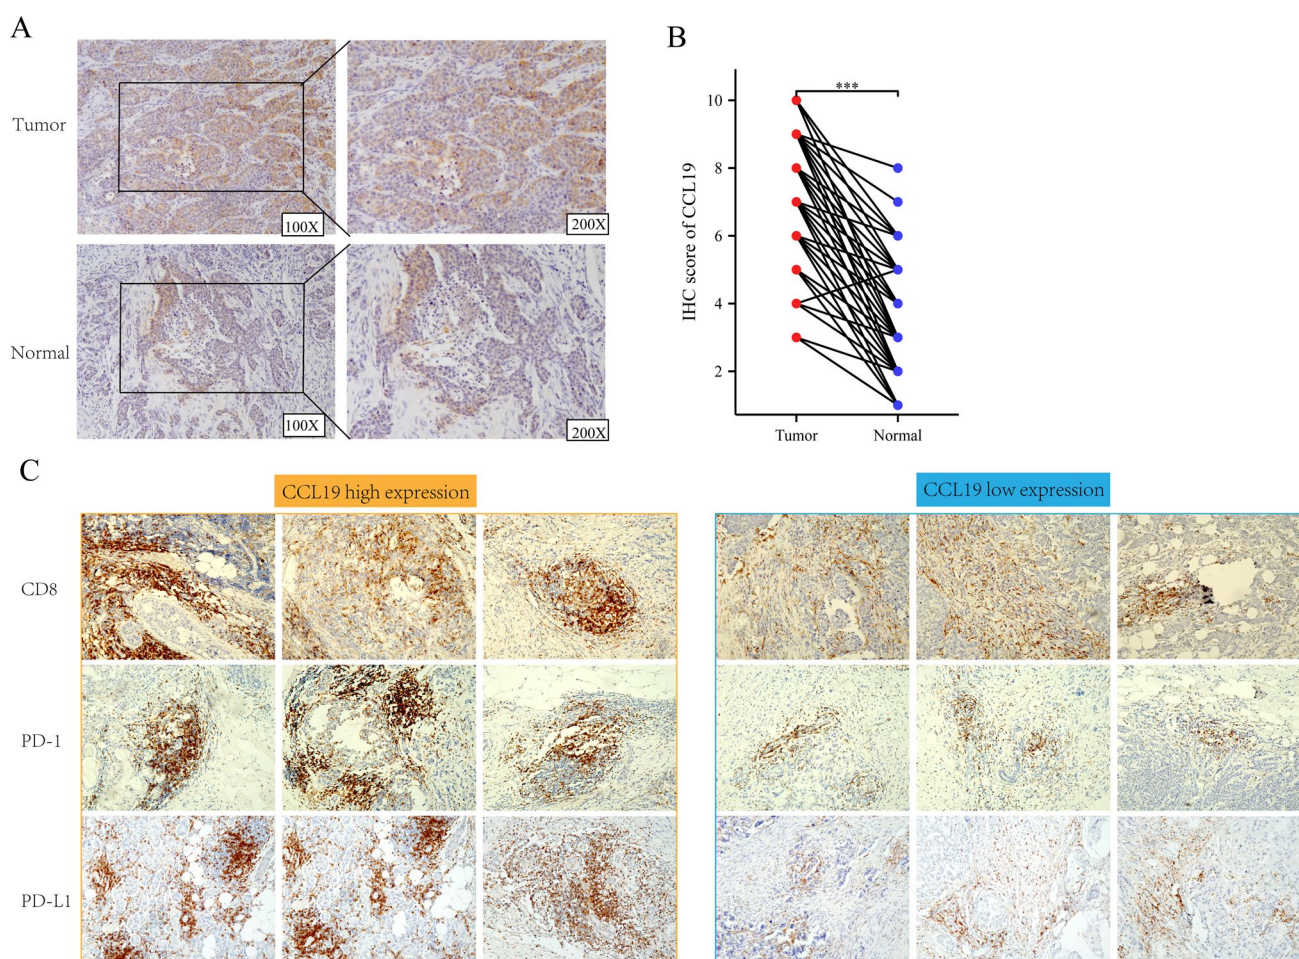 A
Tumor
100X
200X
Normal
100X
200X
B
***
IHC score of CCL19
10
8
6
4
2
Tumor
Normal
C
CCL19 high expression
CCL19 low expression
CD8
PD-1
PD-L1